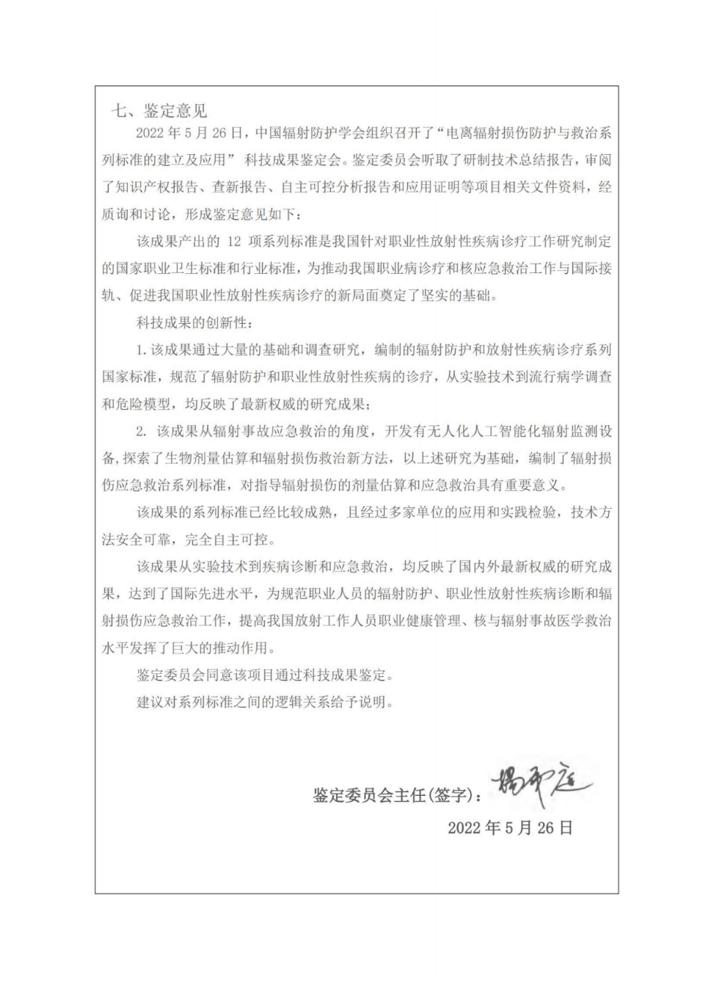 七、鉴定意见
2022 年 5 月 26 日，中国辐射防护学会组织召开了“电离辐射损伤防护与救治系
列标准的建立及应用” 科技成果鉴定会。鉴定委员会听取了研制技术总结报告，审阅
了知识产权报告、查新报告、自主可控分析报告和应用证明等项目相关文件资料，经
质询和讨论，形成鉴定意见如下：
该成果产出的 12 项系列标准是我国针对职业性放射性疾病诊疗工作研究制定
的国家职业卫生标准和行业标准，为推动我国职业病诊疗和核应急救治工作与国际接
轨、促进我国职业性放射性疾病诊疗的新局面奠定了坚实的基础。
科技成果的创新性：
1.该成果通过大量的基础和调查研究，编制的辐射防护和放射性疾病诊疗系列
国家标准，规范了辐射防护和职业性放射性疾病的诊疗，从实验技术到流行病学调查
和危险模型，均反映了最新权威的研究成果；
2. 该成果从辐射事故应急救治的角度，开发有无人化人工智能化辐射监测设
备,探索了生物剂量估算和辐射损伤救治新方法，以上述研究为基础，编制了辐射损
伤应急救治系列标准，对指导辐射损伤的剂量估算和应急救治具有重要意义。
该成果的系列标准已经比较成熟，且经过多家单位的应用和实践检验，技术方
法安全可靠，完全自主可控。
该成果从实验技术到疾病诊断和应急救治，均反映了国内外最新权威的研究成
果，达到了国际先进水平，为规范职业人员的辐射防护、职业性放射性疾病诊断和辐
射损伤应急救治工作，提高我国放射工作人员职业健康管理、核与辐射事故医学救治
水平发挥了巨大的推动作用。
鉴定委员会同意该项目通过科技成果鉴定。
建议对系列标准之间的逻辑关系给予说明。
鉴定委员会主任(签字)：
2022 年 5 月 26 日